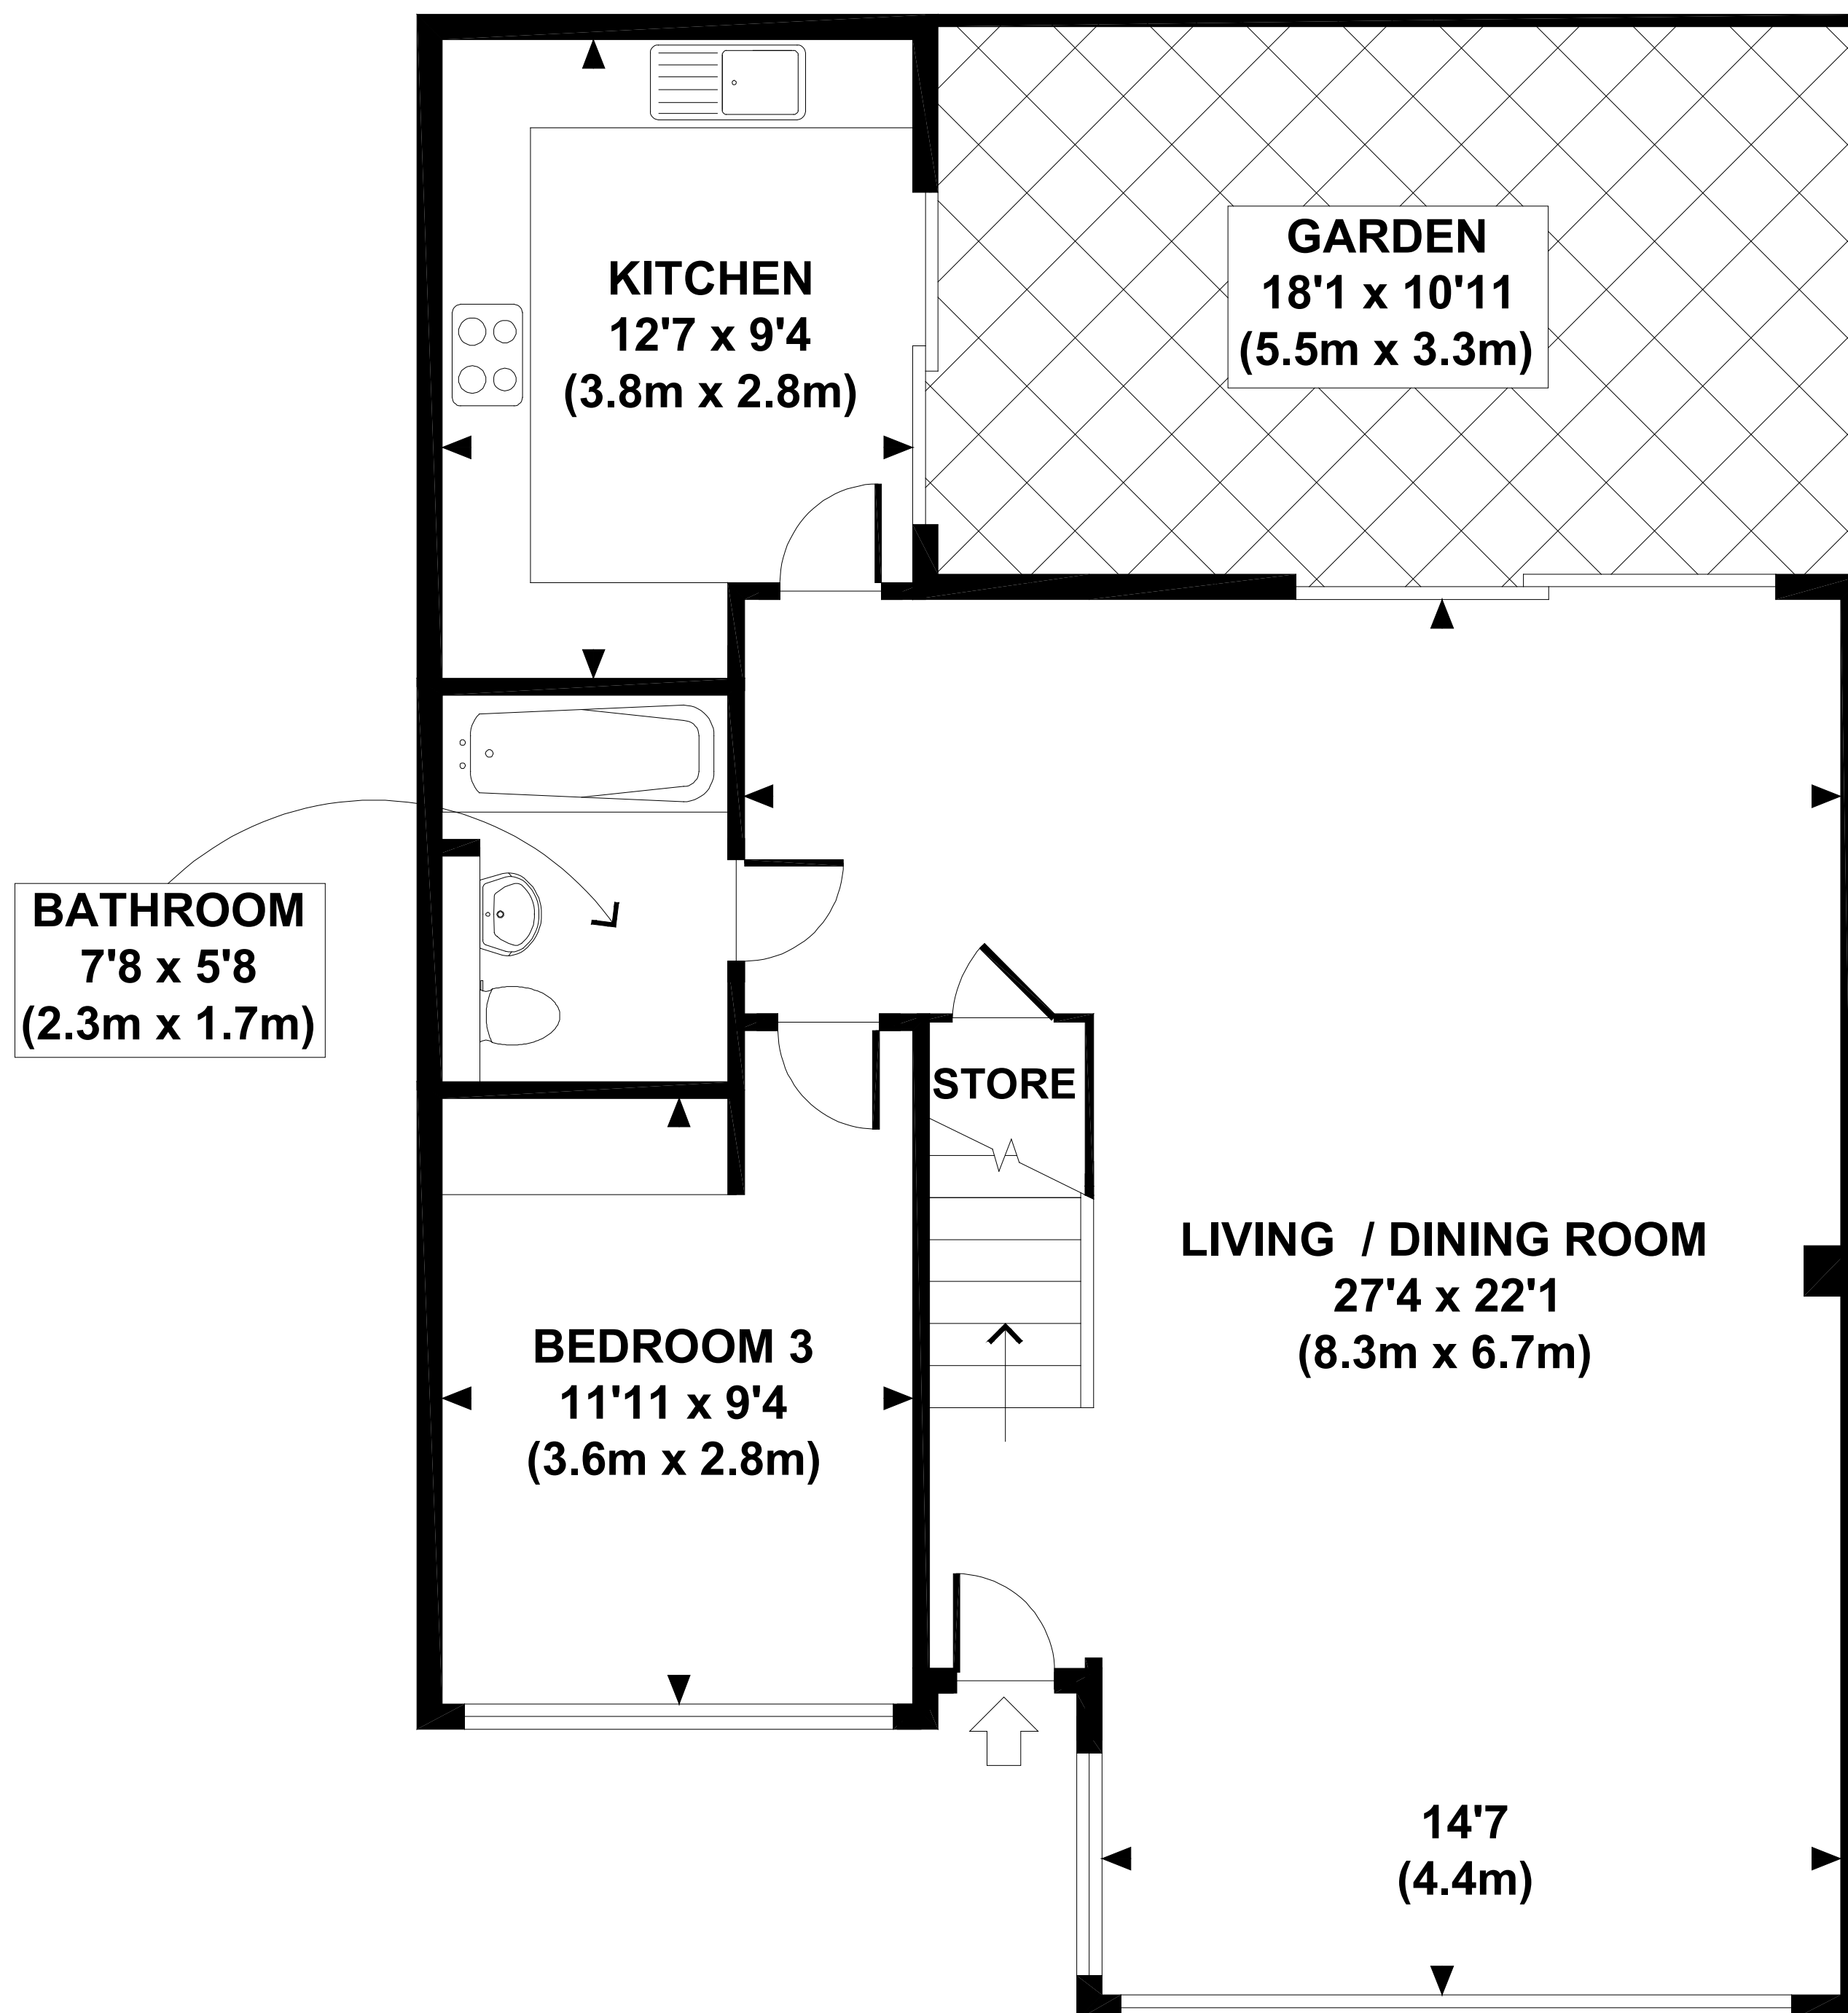 KITCHEN
12'7 x 9'4
(3.8m x 2.8m)
GARDEN
18'1 x 10'11
(5.5m x 3.3m)
BATHROOM
7'8 x 5'8
(2.3m x 1.7m)
STORE
LIVING / DINING ROOM
27'4 x 22'1
(8.3m x 6.7m)
BEDROOM 3
11'11 x 9'4
(3.6m x 2.8m)
14'7
(4.4m)